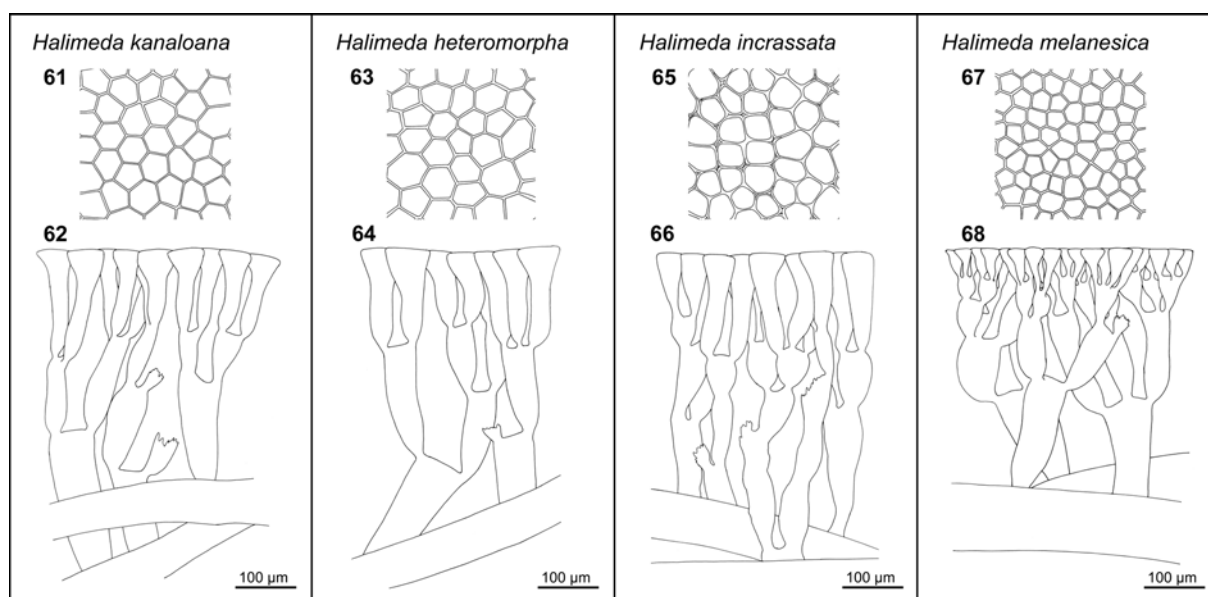 Halimeda kanaloana
61
62
100 µm
Halimeda heteromorpha
63
64
100 µm
Halimeda incrassata
65
66
100 µm
Halimeda melanesica
67
68
100 µm